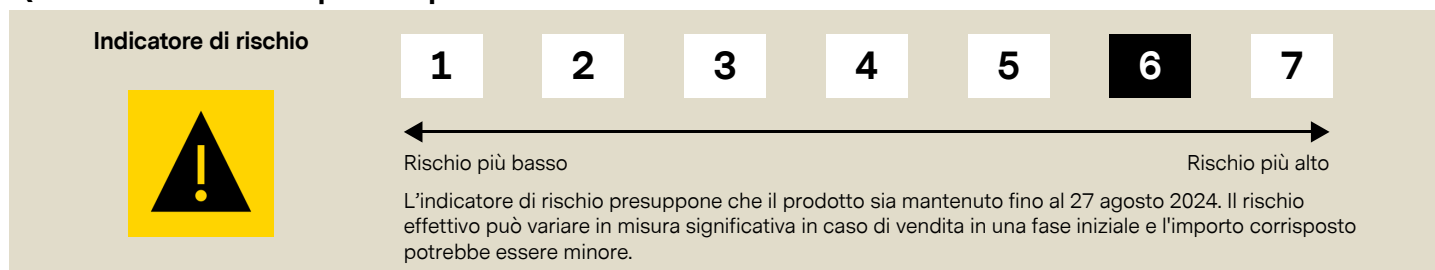 Indicatore di rischio
1 2 3 4 5 6 7
Rischio più basso Rischio più alto
L'indicatore di rischio presuppone che il prodotto sia mantenuto fino al 27 agosto 2024. Il rischio
effettivo può variare in misura significativa in caso di vendita in una fase iniziale e l'importo corrisposto
potrebbe essere minore.